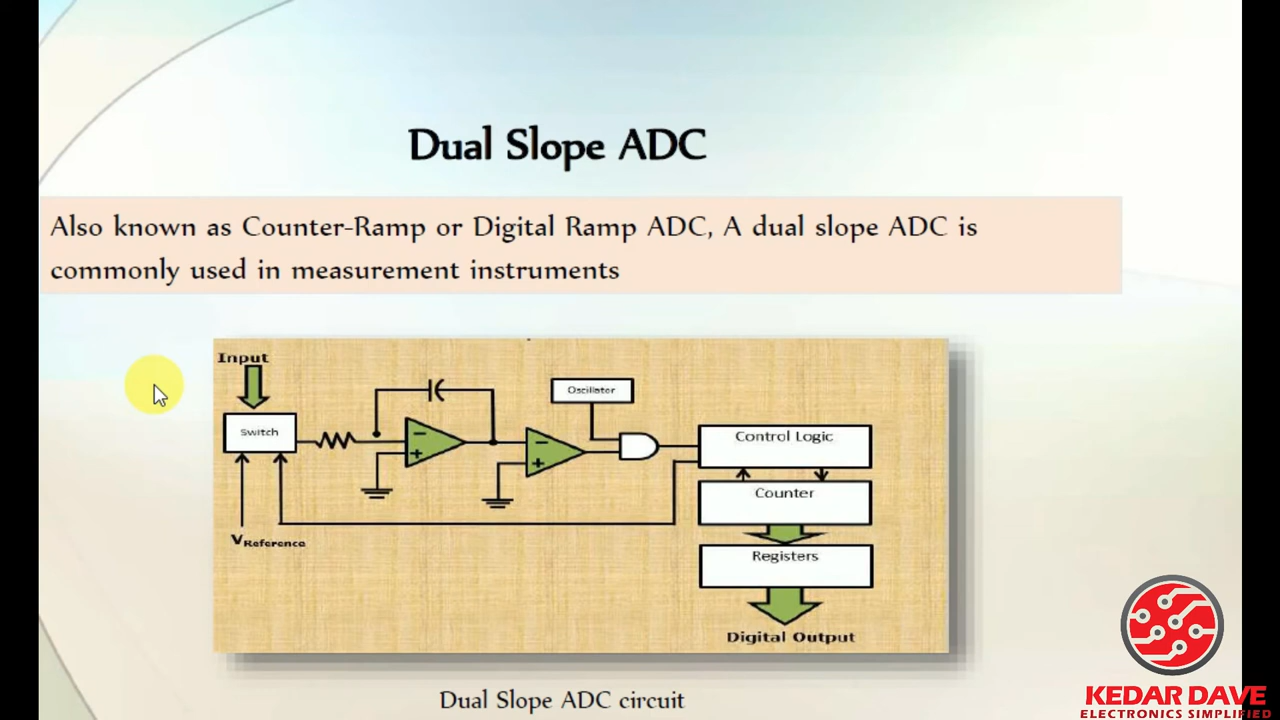 Dual Slope ADC
Also known as Counter-Ramp or Digital Ramp ADC, A dual slope ADC is
commonly used in measurement instruments
Input
Switch
Oscillator
Control Logic
Counter
VReference
Registers
Digital Output
Dual Slope ADC circuit
KEDAR DAVE
ELECTRONICS SIMPLIFIED